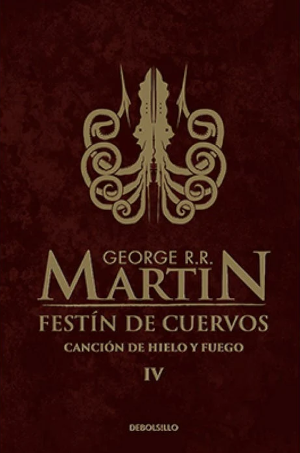 GEORGE R.R.
MARTIN
FESTÍN DE CUERVOS
CANCIÓN DE HIELO Y FUEGO
IV
DEBOLSILLO